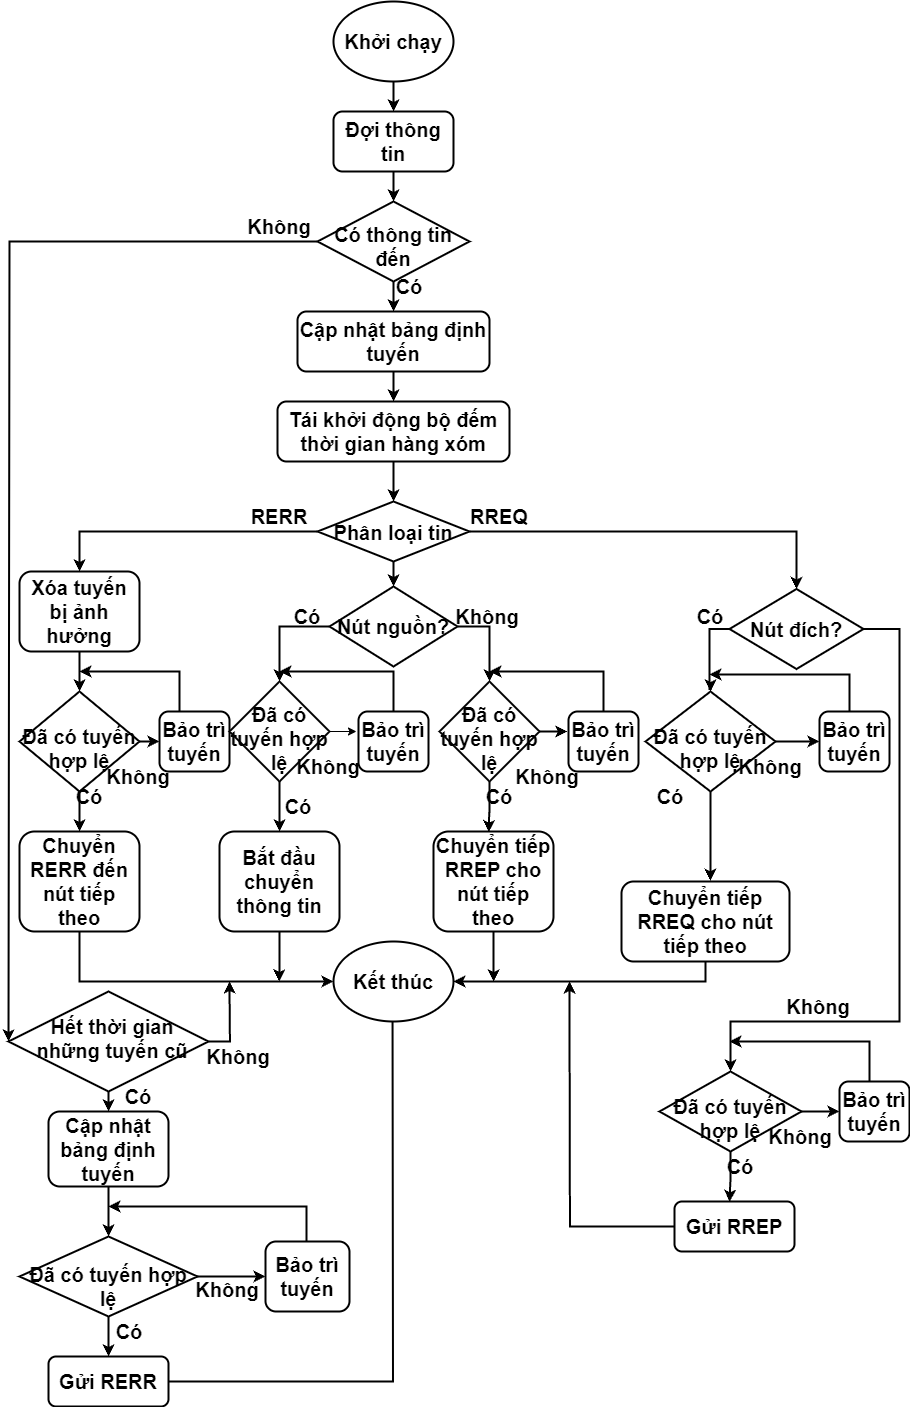 Khởi chạy
Đợi thông
tin
Không
Có thông tin
đến
Có
Cập nhật bảng định
tuyến
Tái khởi động bộ đếm
thời gian hàng xóm
RERR
Phân loại tin
RREQ
Xóa tuyến
bị ảnh
hưởng
Có
Nút nguồn?
Không
Có
Nút đích?
Đã có tuyến
hợp lệ
Không
Bảo trì
tuyến
Có
Đã có
tuyến hợp
lệ
Không
Bảo trì
tuyến
Có
Đã có
tuyến hợp
lệ
Không
Bảo trì
tuyến
Có
Đã có tuyến
hợp lệ
Không
Bảo trì
tuyến
Có
Chuyển
RERR đến
nút tiếp
theo
Bắt đầu
chuyển
thông tin
Chuyển tiếp
RREP cho
nút tiếp
theo
Chuyển tiếp
RREQ cho nút
tiếp theo
Kết thúc
Hết thời gian
những tuyến cũ
Không
Có
Không
Đã có tuyến
hợp lệ
Không
Bảo trì
tuyến
Có
Gửi RREP
Cập nhật
bảng định
tuyến
Đã có tuyến hợp
lệ
Không
Bảo trì
tuyến
Có
Gửi RERR